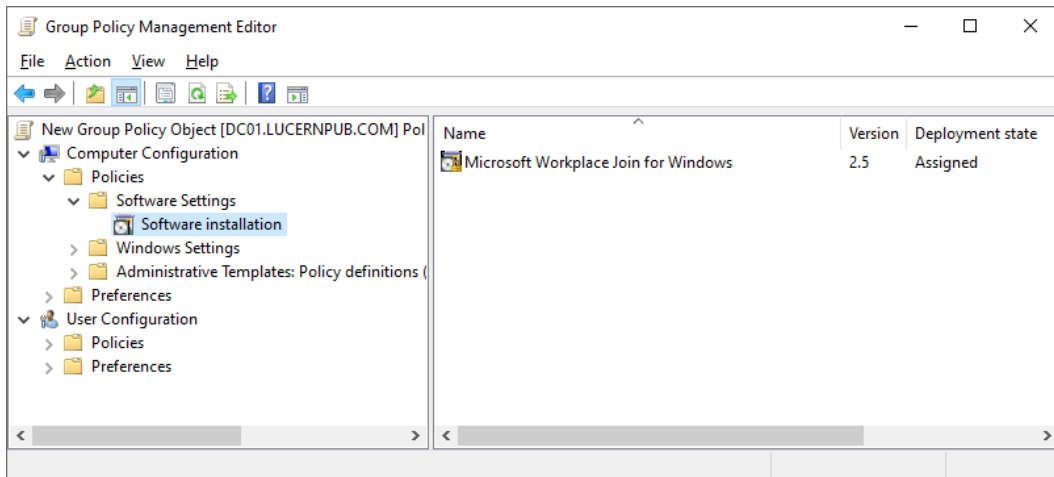 Group Policy Management Editor
File Action View Help
New Group Policy Object [DC01.LUCERNPUB.COM] Pol
Computer Configuration
Policies
Software Settings
Software installation
Windows Settings
Administrative Templates: Policy definitions (
Preferences
User Configuration
Policies
Preferences
Name Version Deployment state
Microsoft Workplace Join for Windows 2.5 Assigned